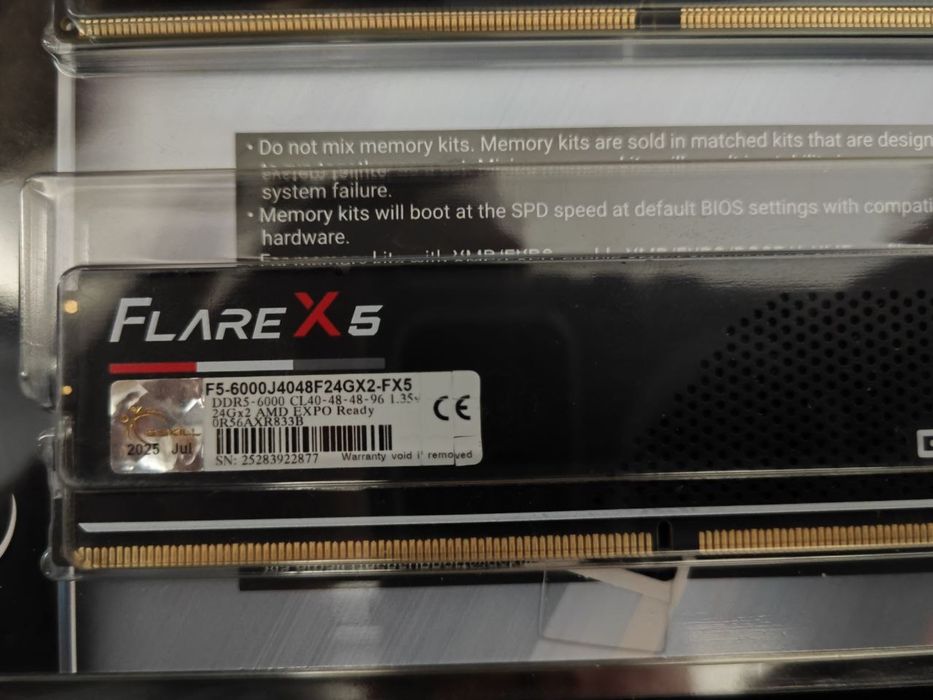 • Do not mix memory kits. Memory kits are sold in matched kits that are design
system failure.
• Memory kits will boot at the SPD speed at default BIOS settings with compati
hardware.
FLARE X5
F5-6000J4048F24GX2-FX5
DDR5-6000 CL40-48-48-96 1.35v
24Gx2 AMD EXPO Ready
0R56AXR833B
G.SKILL
2025 Jul
SN: 25283922877 Warranty void if removed
CE